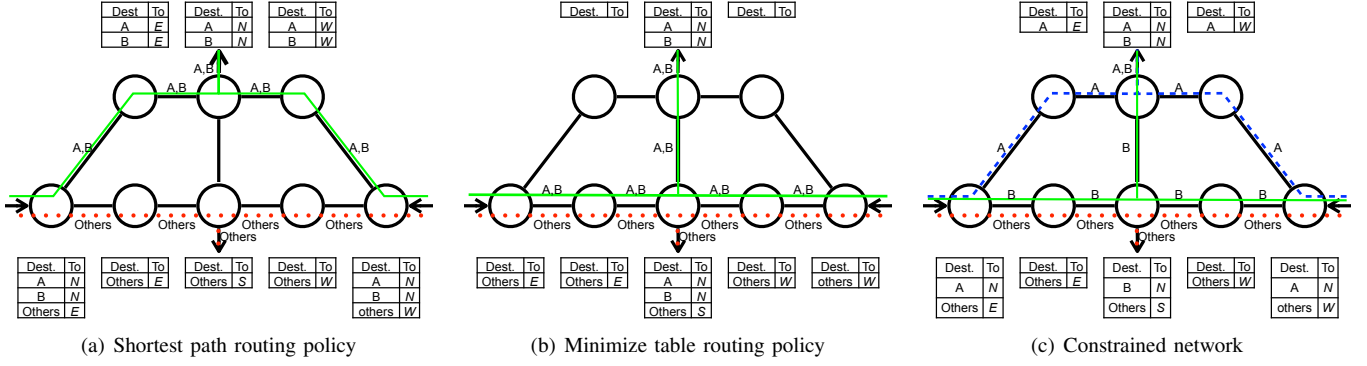 Dest To
A E
B E
Dest. To
A N
B N
Dest. To
A W
B W
A,B
A,B
A,B
A,B
A,B
Others
Others
Others
Others
Others
Dest. To
A N
B N
Others E
Dest. To
Others E
Dest. To
Others S
Dest. To
Others W
Dest. To
A N
B N
others W
(a) Shortest path routing policy
Dest. To
Dest. To
A N
B N
Dest. To
A,B
A,B
A,B
A,B
A,B
A,B
Others
Others
Others
Others
Others
Dest. To
Others E
Dest. To
Others E
Dest. To
A N
B N
Others S
Dest. To
Others W
Dest. To
others W
(b) Minimize table routing policy
Dest. To
A E
Dest. To
A N
B N
Dest. To
A W
A,B
A
A
A
B
A
B
B
B
B
Others
Others
Others
Others
Others
Dest. To
A N
Others E
Dest. To
Others E
Dest. To
B N
Others S
Dest. To
Others W
Dest. To
A N
others W
(c) Constrained network